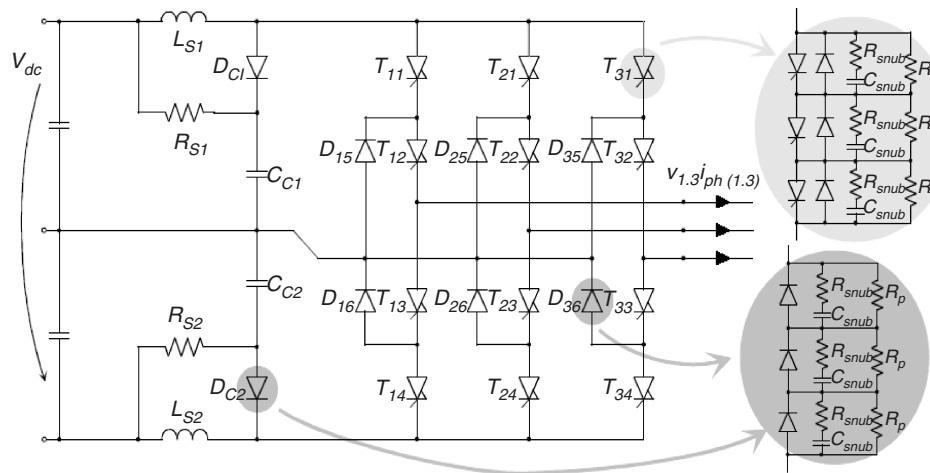 L_S1
V_dc
D_Cl
R_S1
C_C1
T_11
T_21
T_31
D_15
T_12
D_25
T_22
D_35
T_32
v_1.3 i_ph (1.3)
C_C2
R_S2
D_C2
L_S2
D_16
T_13
D_26
T_23
D_36
T_33
T_14
T_24
T_34
R_snub
C_snub
R
R_snub
C_snub
R
R_snub
C_snub
R
R_snub
C_snub
R_p
R_snub
C_snub
R_p
R_snub
C_snub
R_p